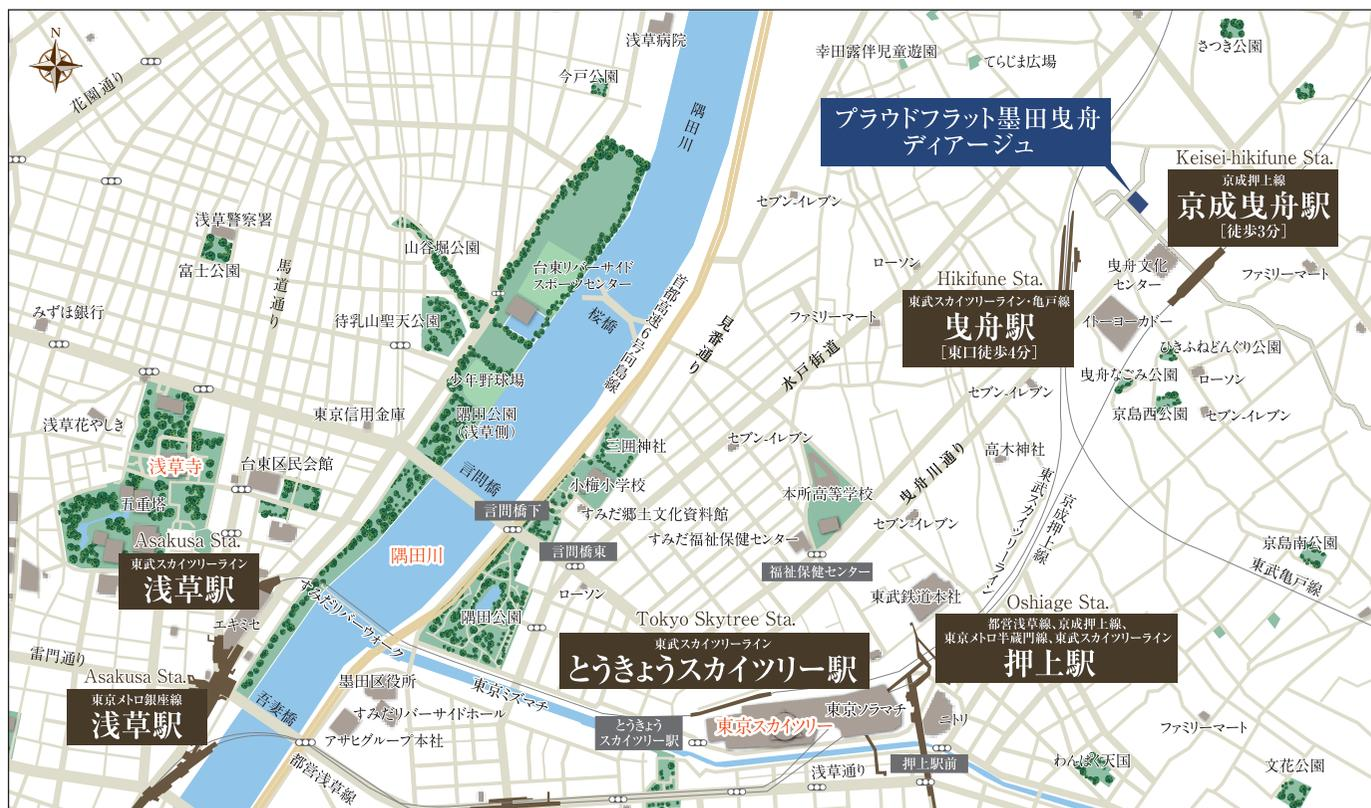 N
花園通り
浅草病院
今戸公園
隅田川
幸田露伴児童遊園
てらじま広場
さつき公園
プラウドフラット墨田曳舟
ディアージュ
Keisei-hikifune Sta.
京成押上線
京成曳舟駅
[徒歩3分]
セブン-イレブン
浅草警察署
富士公園
馬道通り
山谷堀公園
台東リバーサイド
スポーツセンター
首都高速6号向島線
桜橋
見番通り
ローソン
Hikifune Sta.
東武スカイツリーライン・亀戸線
曳舟駅
[東口徒歩4分]
曳舟文化
センター
ファミリーマート
みずほ銀行
待乳山聖天公園
ファミリーマート
水戸街道
イトーヨーカドー
ひきふねどんぐり公園
曳舟なごみ公園
ローソン
少年野球場
セブン-イレブン
京島西公園
セブン-イレブン
浅草花やしき
東京信用金庫
隅田公園
(浅草側)
三囲神社
セブン-イレブン
高木神社
浅草寺
台東区民会館
言問橋
小梅小学校
本所高等学校
曳舟川通り
東武スカイツリーライン
京成押上線
五重塔
言問橋下
すみだ郷土文化資料館
セブン-イレブン
すみだ福祉保健センター
Asakusa Sta.
東武スカイツリーライン
浅草駅
隅田川
言問橋東
福祉保健センター
京島南公園
東武亀戸線
すみだリバーウォーク
ローソン
東武鉄道本社
Oshiage Sta.
都営浅草線、京成押上線、
東京メトロ半蔵門線、東武スカイツリーライン
押上駅
エキミセ
隅田公園
Tokyo Skytree Sta.
東武スカイツリーライン
とうきょうスカイツリー駅
雷門通り
Asakusa Sta.
東京メトロ銀座線
浅草駅
墨田区役所
東京ミズマチ
吾妻橋
すみだリバーサイドホール
とうきょう
スカイツリー駅
東京スカイツリー
東京ソラマチ
ニトリ
ファミリーマート
アサヒグループ本社
都営浅草線
浅草通り
押上駅前
わんぱく天国
文花公園